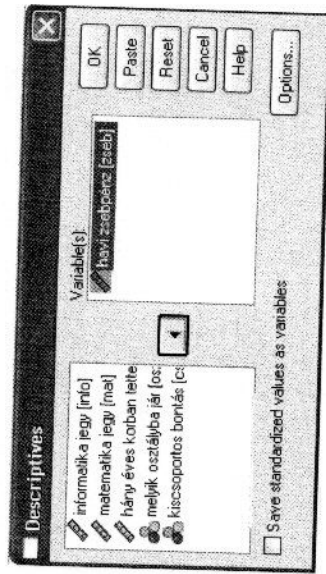 Descriptives
informatika jegy [info]
matematika jegy [mat]
hány éves korban tette
melyik osztályba jár [os:
kiscsoportos bontás [cs
Variable(s):
havi zsebpénz [zseb]
OK
Paste
Reset
Cancel
Help
Save standardized values as variables
Options...